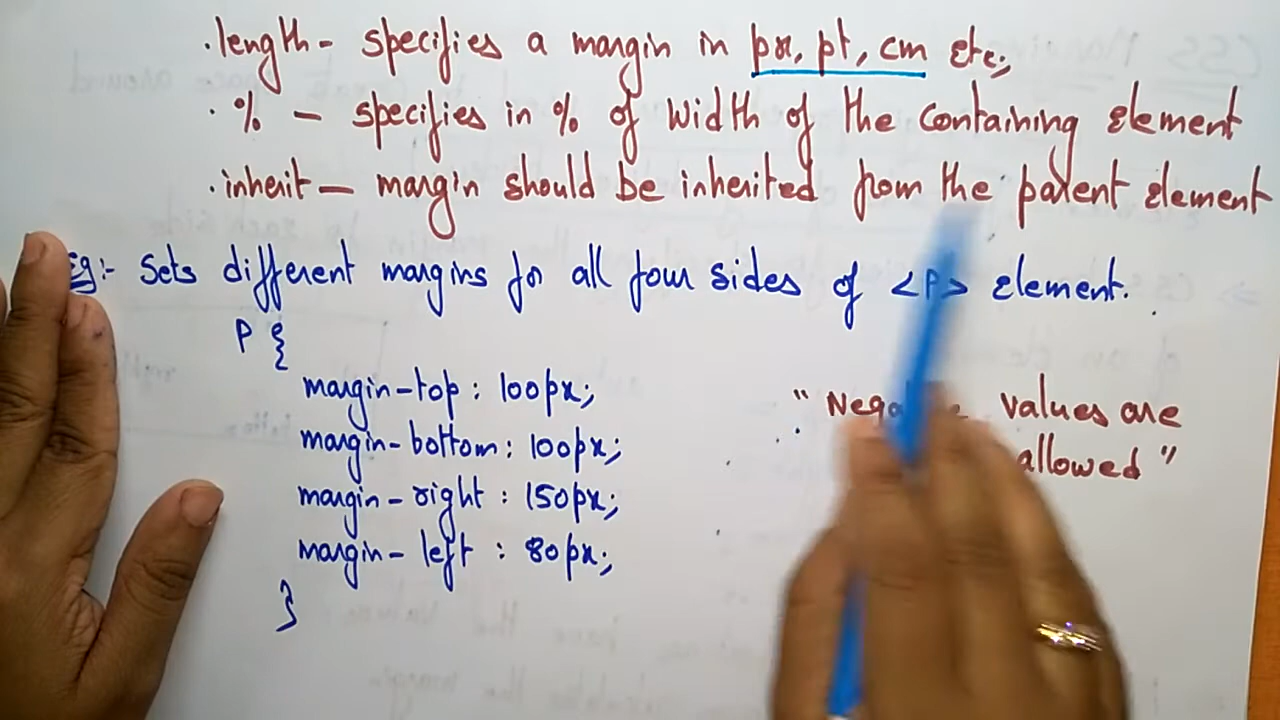 . length - specifies a margin in px, pt, cm etc;
. % - specifies in % of width of the containing element
. inherit - margin should be inherited from the parent element
Eg:- Sets different margins for all four sides of <P> element.
P {
margin-top : 100px;
margin-bottom : 100px;
margin-right : 150px;
margin-left : 80px;
}
" Negative values are
allowed "